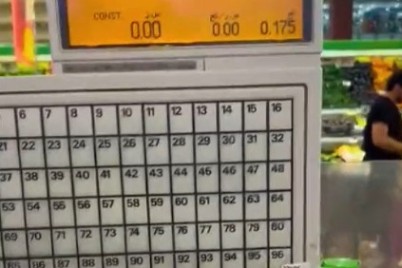 CONST.
0.00 0.00 0.175
6 7 8 9 10 11 12 13 14 15 16
21 22 23 24 25 26 27 28 29 30 31 32
37 38 39 40 41 42 43 44 45 46 47 48
53 54 55 56 57 58 59 60 61 62 63 64
69 70 71 72 73 74 75 76 77 78 79 80
85 86 87 88 89 90 91 92 93 94 95 96